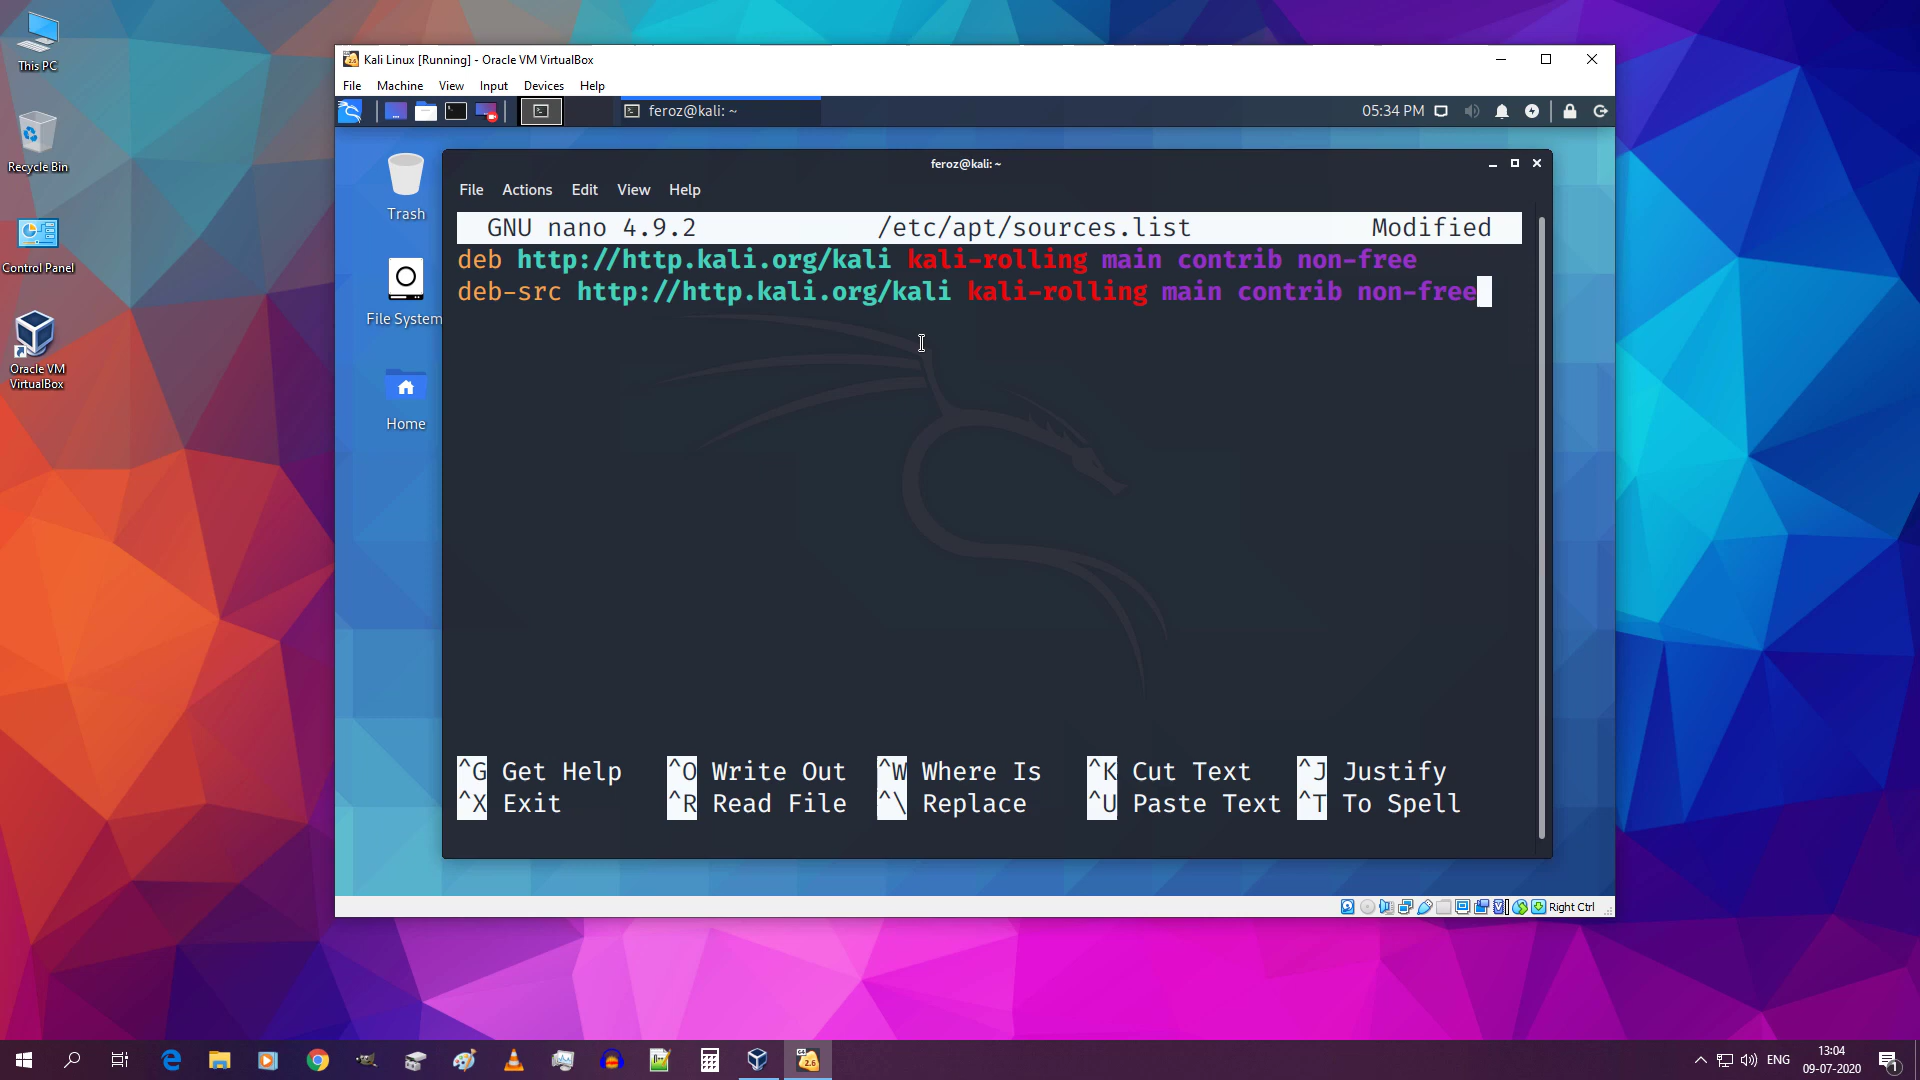 This PC
Recycle Bin
Control Panel
Oracle VM
VirtualBox
Kali Linux [Running] - Oracle VM VirtualBox
File Machine View Input Devices Help
feroz@kali: ~
05:34 PM
Trash
File System
Home
feroz@kali: ~
File Actions Edit View Help
GNU nano 4.9.2 /etc/apt/sources.list Modified
deb http://http.kali.org/kali kali-rolling main contrib non-free
deb-src http://http.kali.org/kali kali-rolling main contrib non-free
^G Get Help ^O Write Out ^W Where Is ^K Cut Text ^J Justify
^X Exit ^R Read File ^\ Replace ^U Paste Text ^T To Spell
Right Ctrl
ENG
13:04
09-07-2020
1